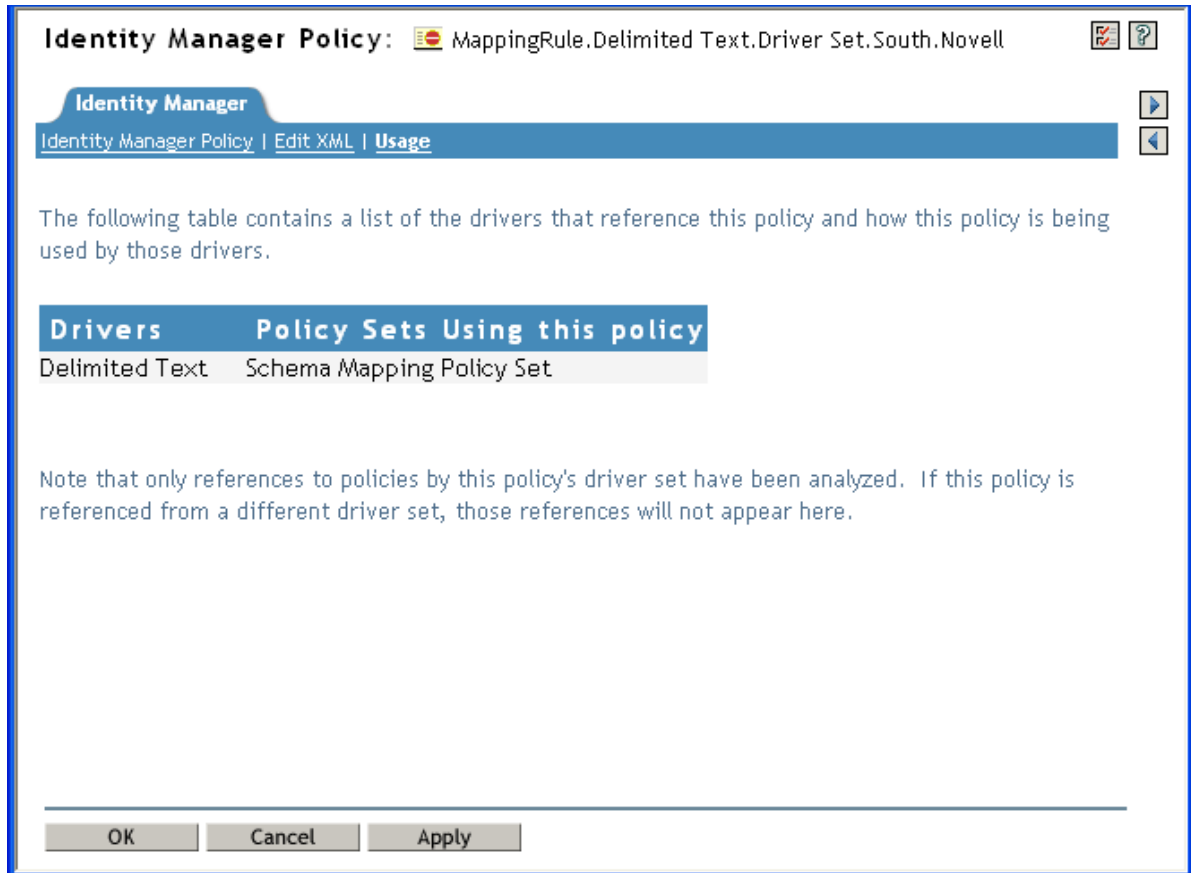 Identity Manager Policy: MappingRule.Delimited Text.Driver Set.South.Novell
Identity Manager
Identity Manager Policy | Edit XML | Usage
The following table contains a list of the drivers that reference this policy and how this policy is being
used by those drivers.
Drivers Policy Sets Using this policy
Delimited Text Schema Mapping Policy Set
Note that only references to policies by this policy's driver set have been analyzed. If this policy is
referenced from a different driver set, those references will not appear here.
OK Cancel Apply